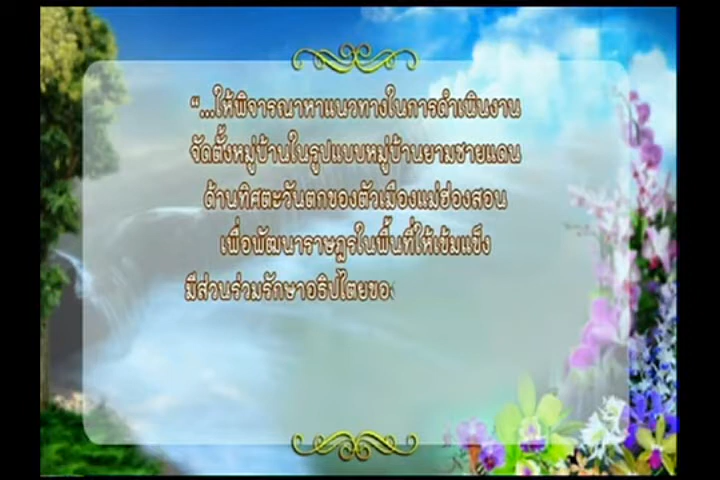 “...ให้พิจารณาหาแนวทางในการดำเนินงาน
จัดตั้งหมู่บ้านในรูปแบบหมู่บ้านยามชายแดน
ด้านทิศตะวันตกของตัวเมืองแม่ฮ่องสอน
เพื่อพัฒนาราษฎรในพื้นที่ให้เข้มแข็ง
มีส่วนร่วมรักษาอธิปไตยขอ